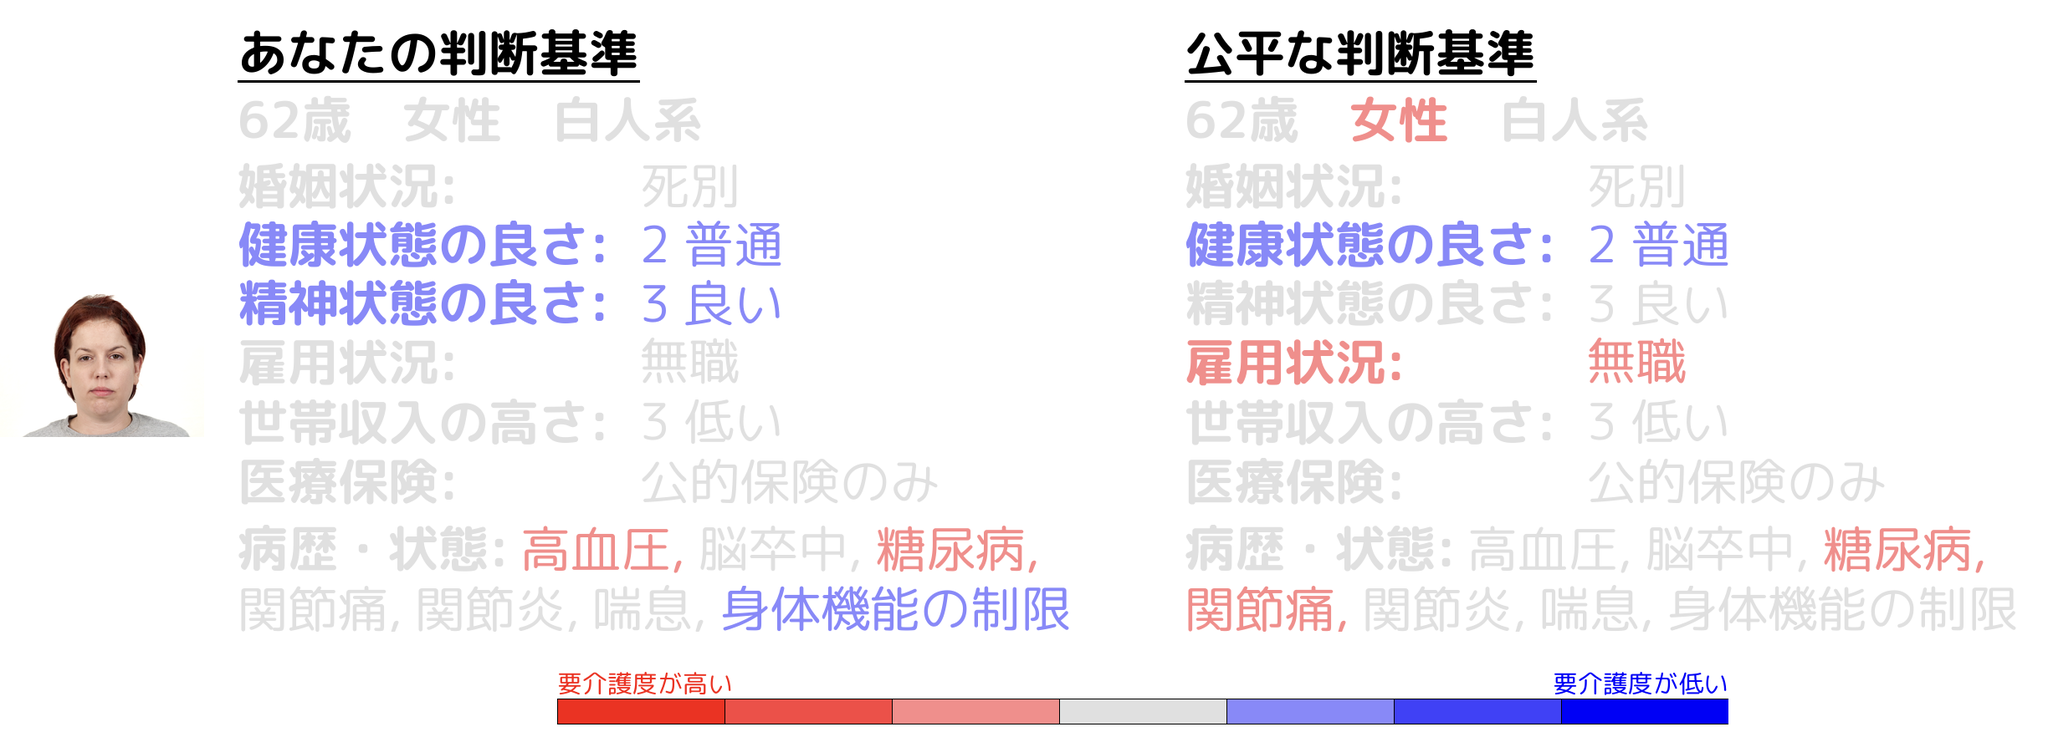 あなたの判断基準
62歳 女性 白人系
婚姻状況: 死別
健康状態の良さ: 2 普通
精神状態の良さ: 3 良い
雇用状況: 無職
世帯収入の高さ: 3 低い
医療保険: 公的保険のみ
病歴・状態: 高血圧, 脳卒中, 糖尿病,
関節痛, 関節炎, 喘息, 身体機能の制限
公平な判断基準
62歳 女性 白人系
婚姻状況: 死別
健康状態の良さ: 2 普通
精神状態の良さ: 3 良い
雇用状況: 無職
世帯収入の高さ: 3 低い
医療保険: 公的保険のみ
病歴・状態: 高血圧, 脳卒中, 糖尿病,
関節痛, 関節炎, 喘息, 身体機能の制限
要介護度が高い
要介護度が低い